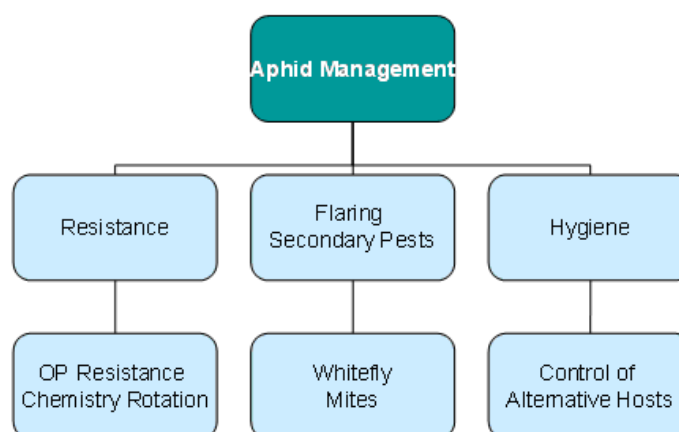 Aphid Management
Resistance
Flaring
Secondary Pests
Hygiene
OP Resistance
Chemistry Rotation
Whitefly
Mites
Control of
Alternative Hosts